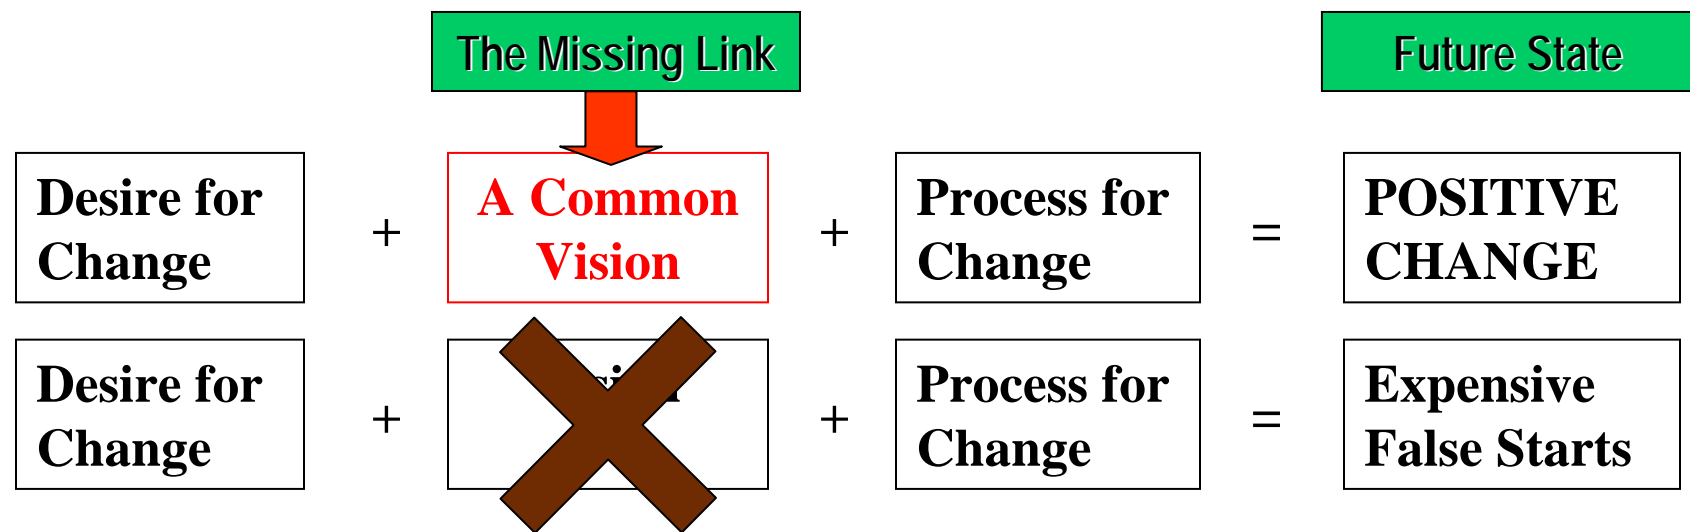 The Missing Link
Future State
Desire for
Change
+
A Common
Vision
+
Process for
Change
=
POSITIVE
CHANGE
Desire for
Change
+
+
Process for
Change
=
Expensive
False Starts